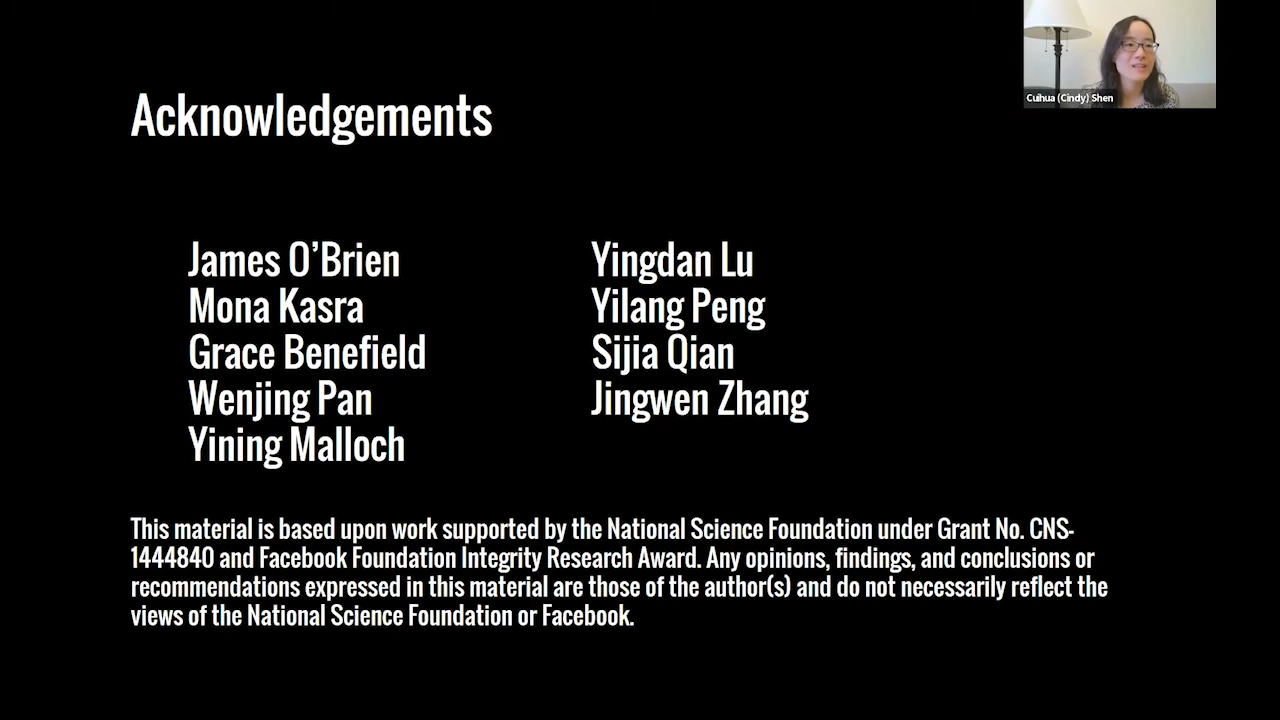 Cuihua (Cindy) Shen
Acknowledgements
James O’Brien
Mona Kasra
Grace Benefield
Wenjing Pan
Yining Malloch
Yingdan Lu
Yilang Peng
Sijia Qian
Jingwen Zhang
This material is based upon work supported by the National Science Foundation under Grant No. CNS-
1444840 and Facebook Foundation Integrity Research Award. Any opinions, findings, and conclusions or
recommendations expressed in this material are those of the author(s) and do not necessarily reflect the
views of the National Science Foundation or Facebook.